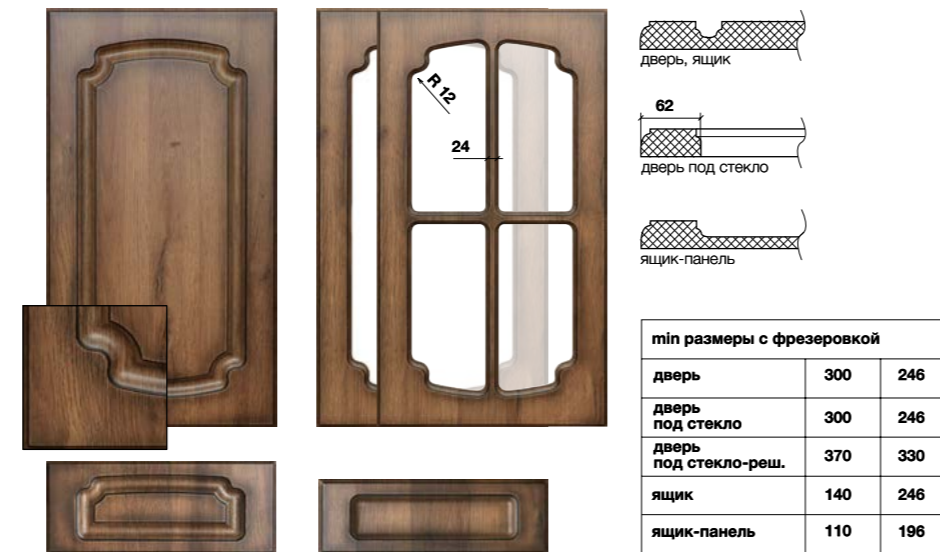 R 12
24
дверь, ящик
62
дверь под стекло
ящик-панель
min размеры с фрезеровкой
дверь 300 246
дверь
под стекло 300 246
дверь
под стекло-реш. 370 330
ящик 140 246
ящик-панель 110 196